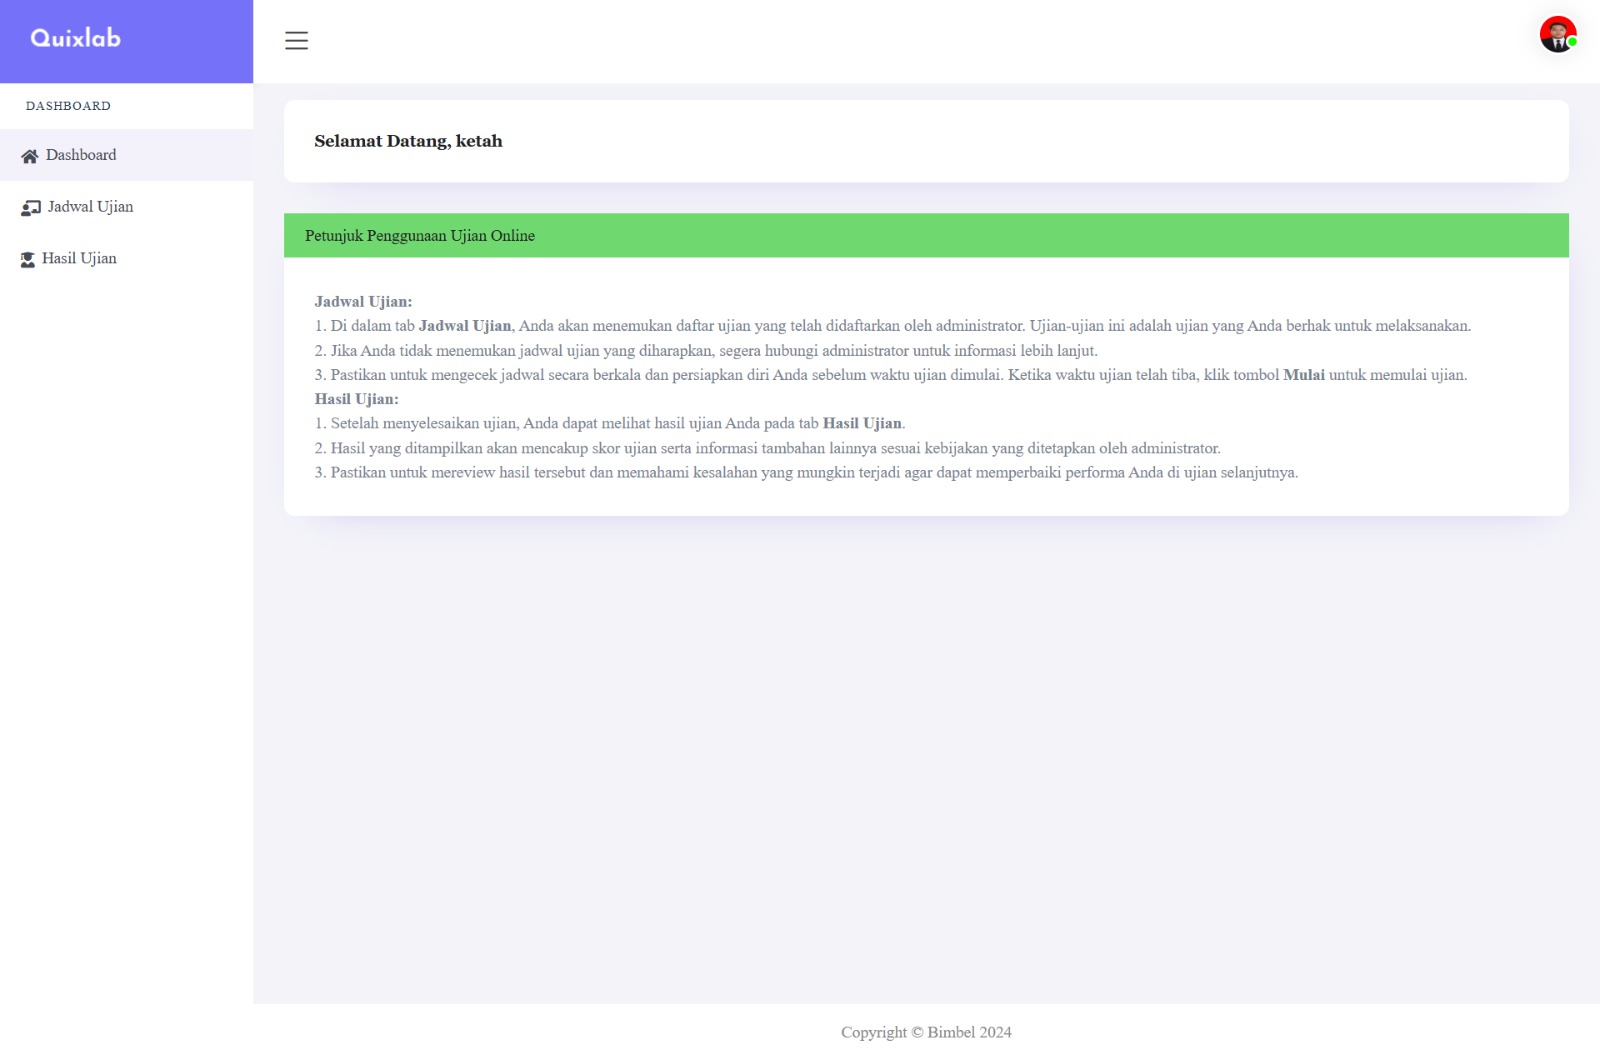 Quixlab
DASHBOARD
Dashboard
Jadwal Ujian
Hasil Ujian
Selamat Datang, ketah
Petunjuk Penggunaan Ujian Online
Jadwal Ujian:
1. Di dalam tab Jadwal Ujian, Anda akan menemukan daftar ujian yang telah didaftarkan oleh administrator. Ujian-ujian ini adalah ujian yang Anda berhak untuk melaksanakan.
2. Jika Anda tidak menemukan jadwal ujian yang diharapkan, segera hubungi administrator untuk informasi lebih lanjut.
3. Pastikan untuk mengecek jadwal secara berkala dan persiapkan diri Anda sebelum waktu ujian dimulai. Ketika waktu ujian telah tiba, klik tombol Mulai untuk memulai ujian.
Hasil Ujian:
1. Setelah menyelesaikan ujian, Anda dapat melihat hasil ujian Anda pada tab Hasil Ujian.
2. Hasil yang ditampilkan akan mencakup skor ujian serta informasi tambahan lainnya sesuai kebijakan yang ditetapkan oleh administrator.
3. Pastikan untuk mereview hasil tersebut dan memahami kesalahan yang mungkin terjadi agar dapat memperbaiki performa Anda di ujian selanjutnya.
Copyright © Bimbel 2024